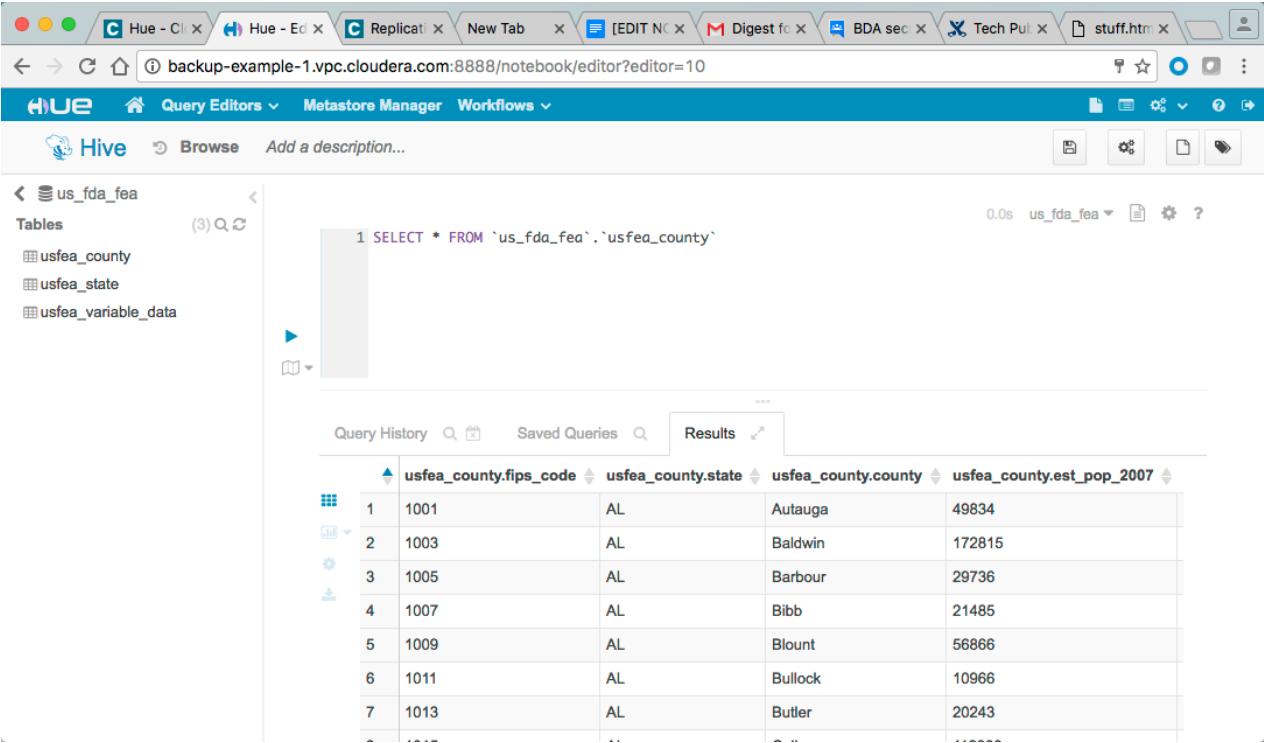 Hue - Cl
Hue - Ed
Replicati
New Tab
[EDIT NO
Digest fo
BDA sec
Tech Pub
stuff.htm
backup-example-1.vpc.cloudera.com:8888/notebook/editor?editor=10
HUE Query Editors Metastore Manager Workflows
Hive Browse Add a description...
us_fda_fea
Tables (3)
usfea_county
usfea_state
usfea_variable_data
0.0s us_fda_fea
1 SELECT * FROM `us_fda_fea`.`usfea_county`
Query History Saved Queries Results
usfea_county.fips_code usfea_county.state usfea_county.county usfea_county.est_pop_2007
1 1001 AL Autauga 49834
2 1003 AL Baldwin 172815
3 1005 AL Barbour 29736
4 1007 AL Bibb 21485
5 1009 AL Blount 56866
6 1011 AL Bullock 10966
7 1013 AL Butler 20243